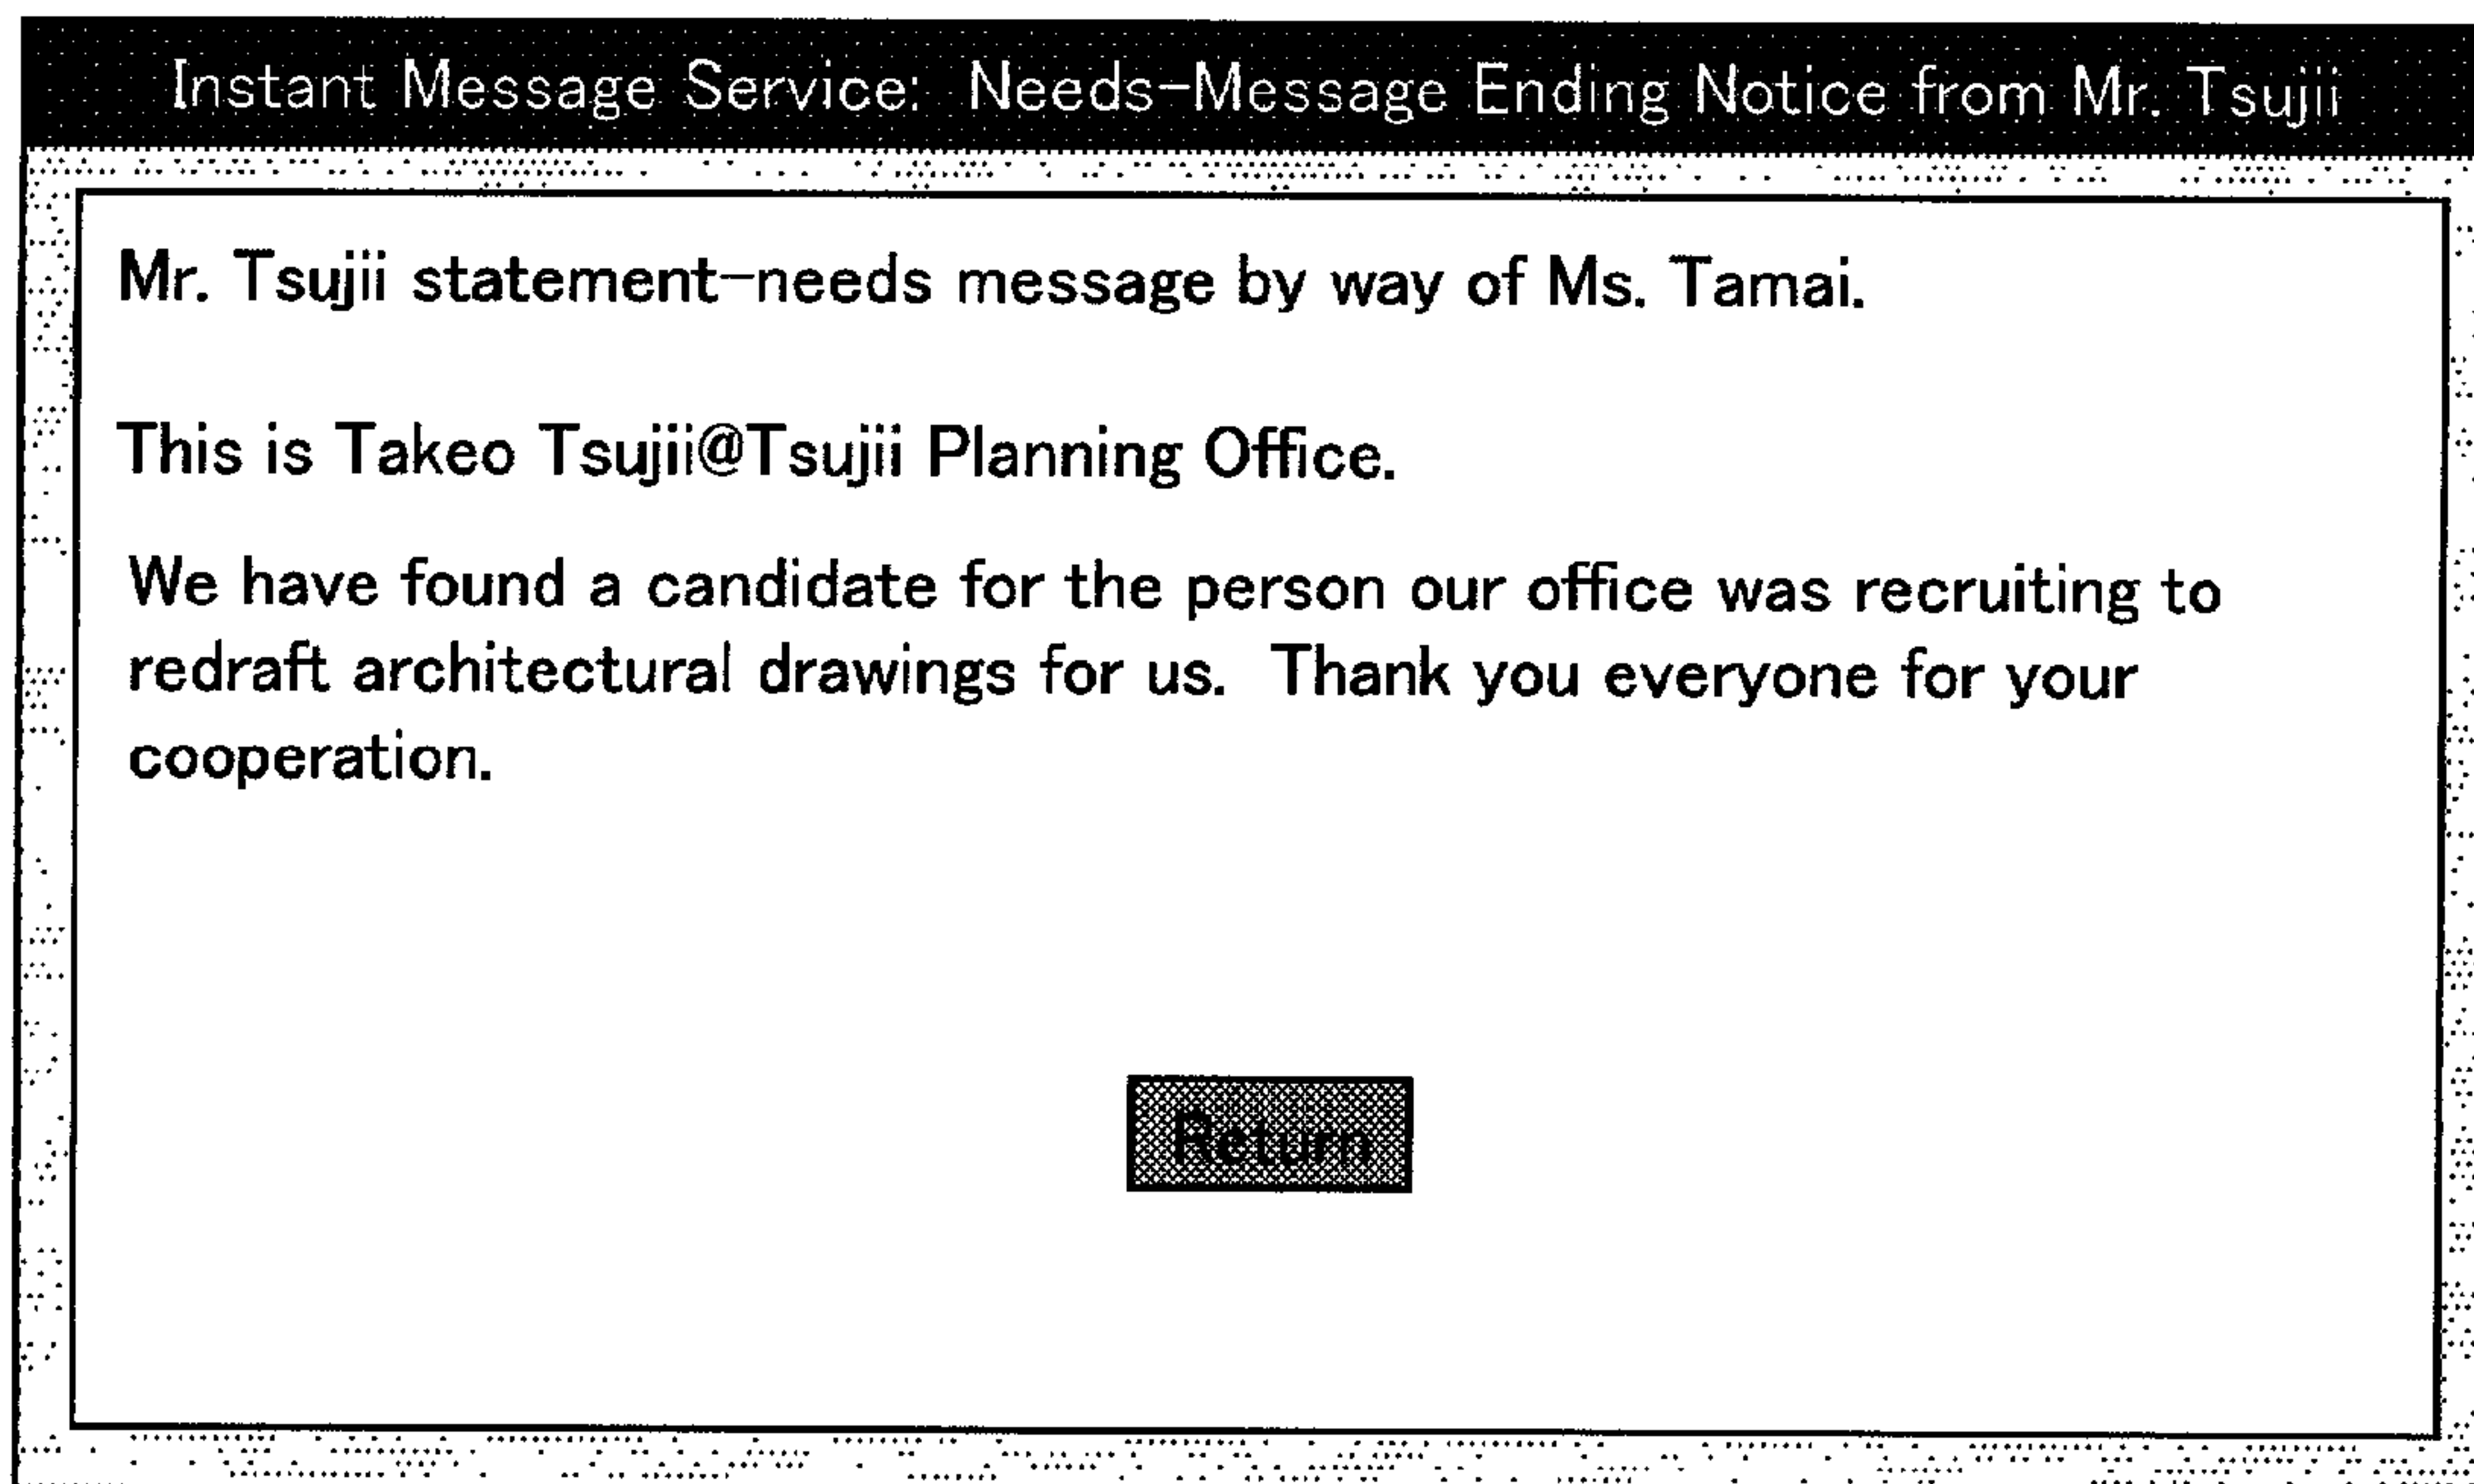 Instant Message Service: Needs-Message Ending Notice from Mr. Tsujii
Mr. Tsujii statement-needs message by way of Ms. Tamai.
This is Takeo Tsujii@Tsujii Planning Office.
We have found a candidate for the person our office was recruiting to
redraft architectural drawings for us. Thank you everyone for your
cooperation.
Return